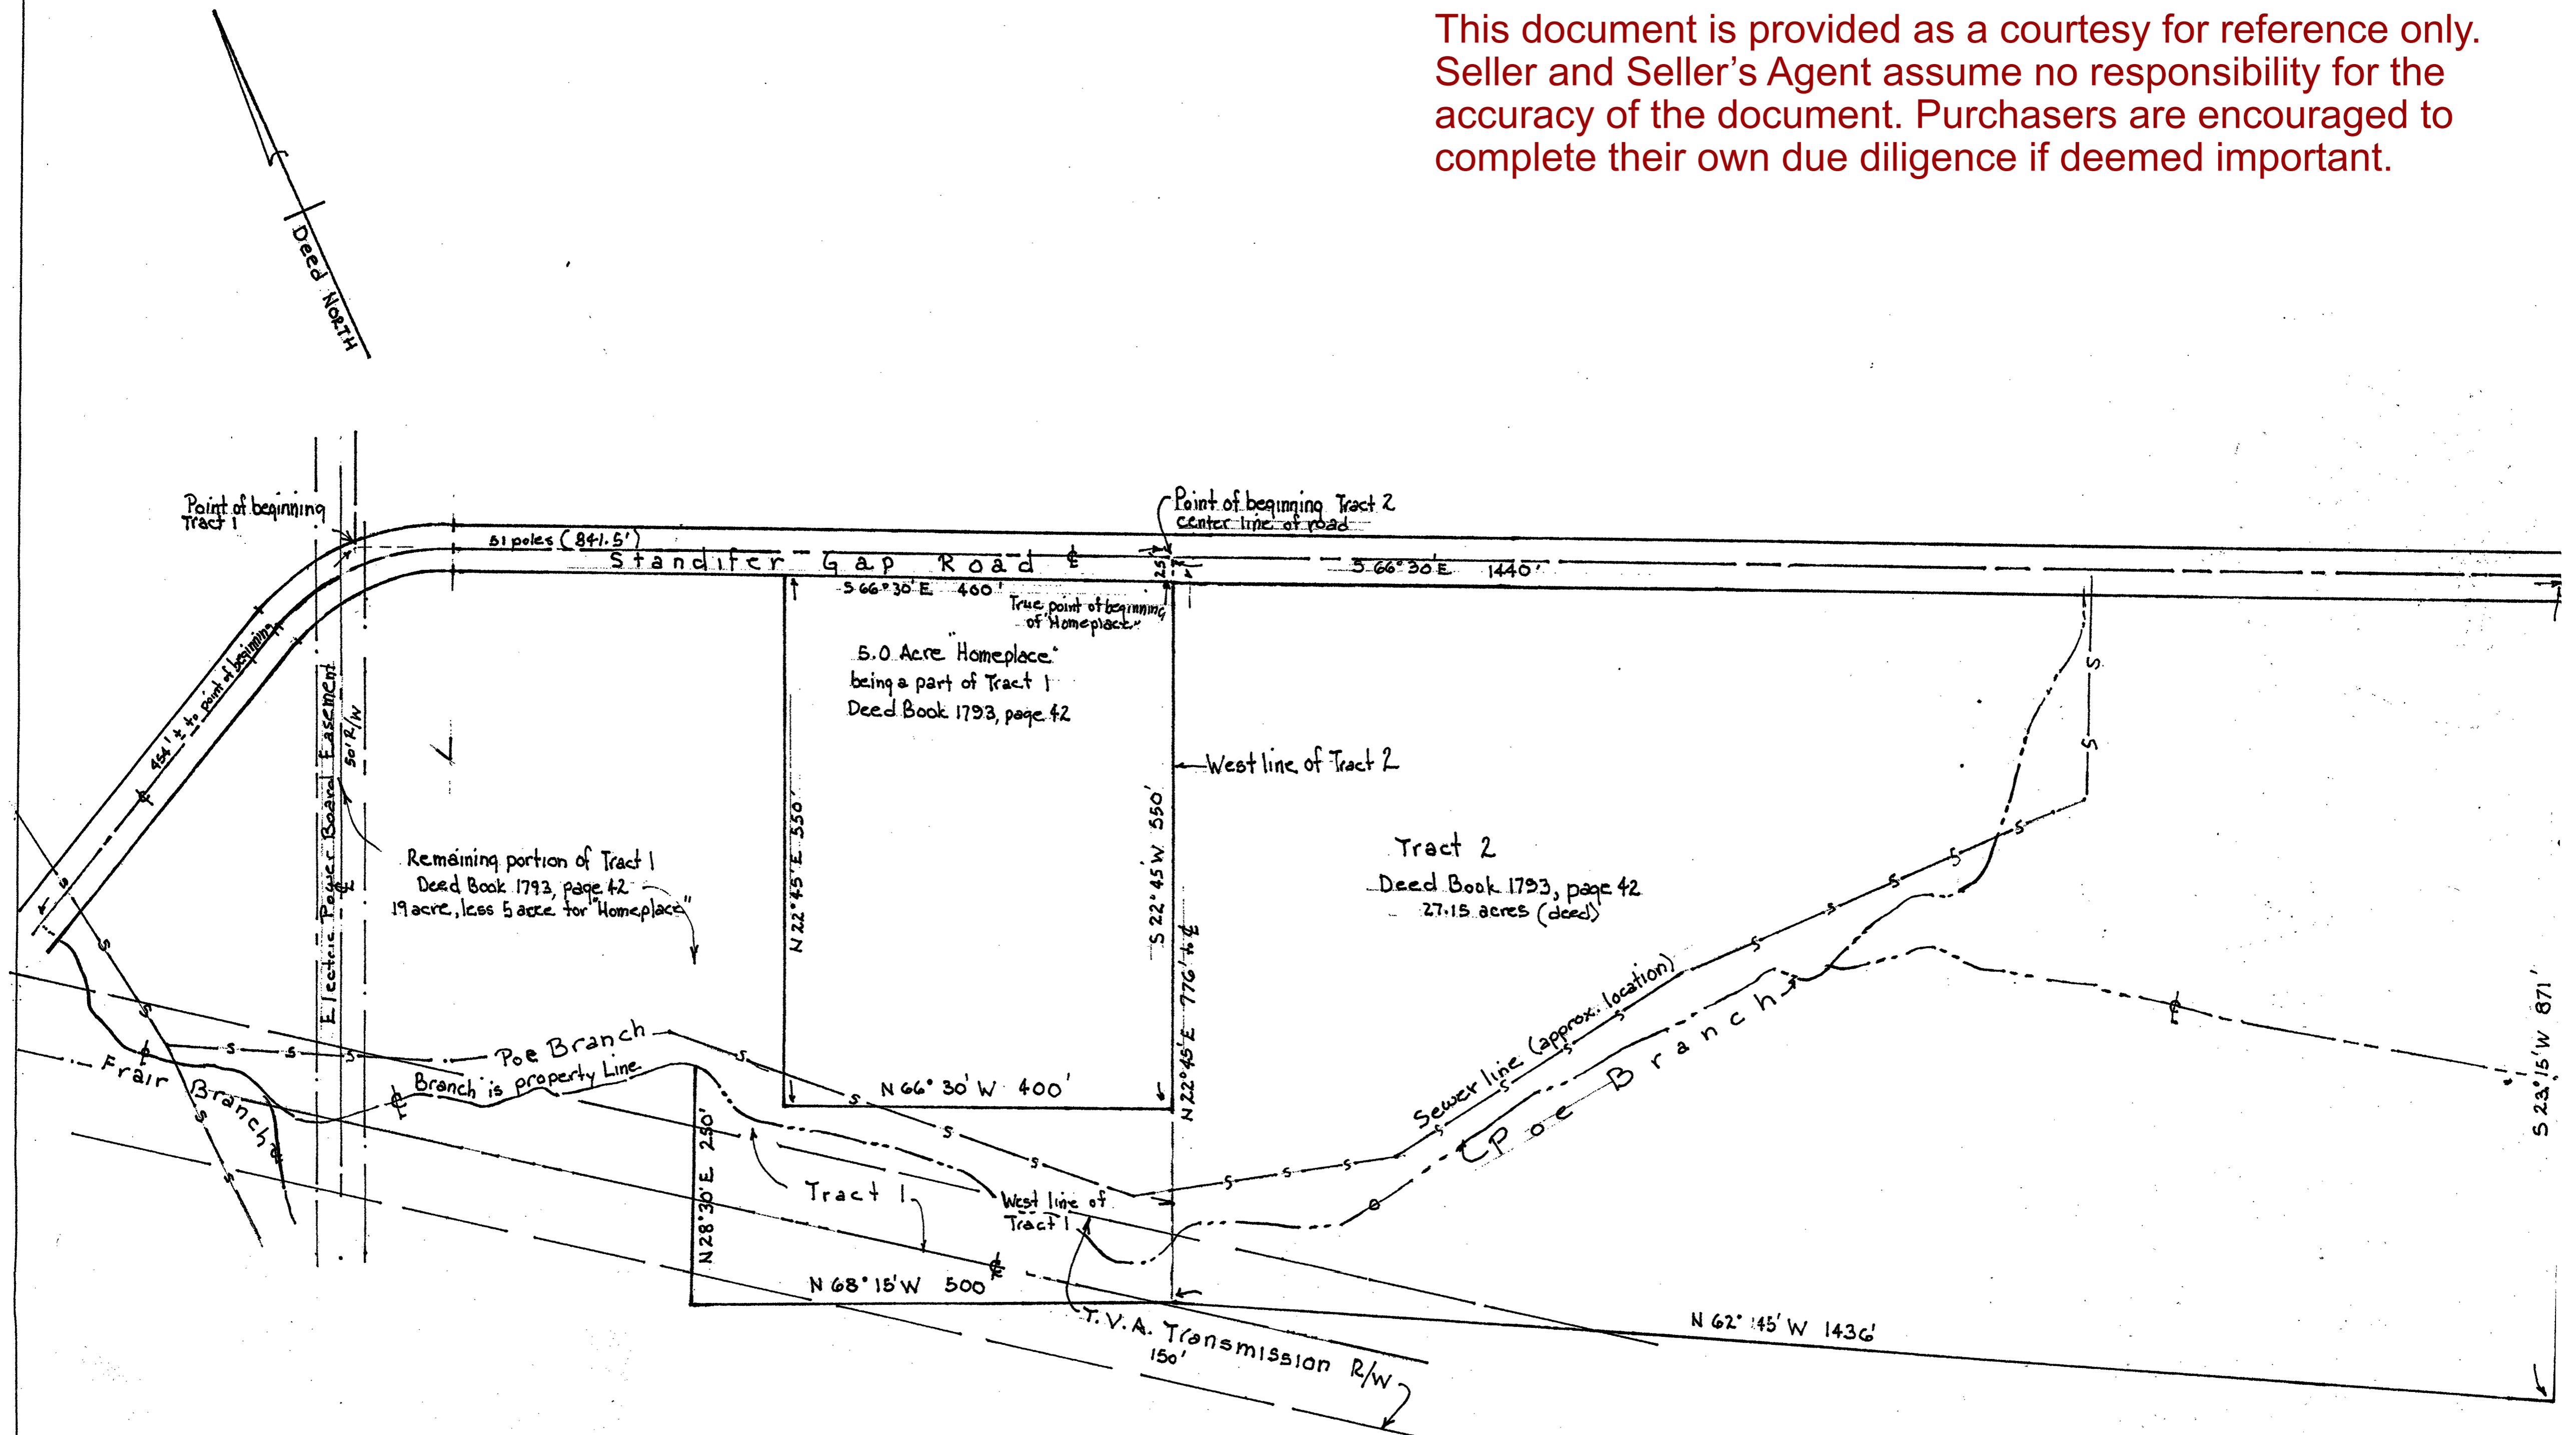 This document is provided as a courtesy for reference only.
Seller and Seller’s Agent assume no responsibility for the
accuracy of the document. Purchasers are encouraged to
complete their own due diligence if deemed important.
Deed NORTH
Point of beginning
Tract 1
Point of beginning Tract 2
center line of road
51 poles (841.5')
Standifer Gap Road
25'
S 66° 30' E 1440'
S 66° 30' E 400'
True point of beginning
of "Homeplace"
454' ± to point of beginning
5.0 Acre "Homeplace"
being a part of Tract 1
Deed Book 1793, page 42
Electric Power Board Easement
50' R/W
West line of Tract 2
N 22° 45' E 550'
S 22° 45' W 550'
N 22° 45' E 776' to ℄
Remaining portion of Tract 1
Deed Book 1793, page 42
19 acre, less 5 acre for "Homeplace"
Tract 2
Deed Book 1793, page 42
27.15 acres (deed)
Sewer line (approx. location)
Poe Branch
S 23° 15' W 871'
Poe Branch
Branch is property Line
Frair Branch
N 66° 30' W 400'
N 28° 30' E 250'
Tract 1
West line of
Tract 1
N 68° 15' W 500'
T.V.A. Transmission R/W
150'
N 62° 45' W 1436'